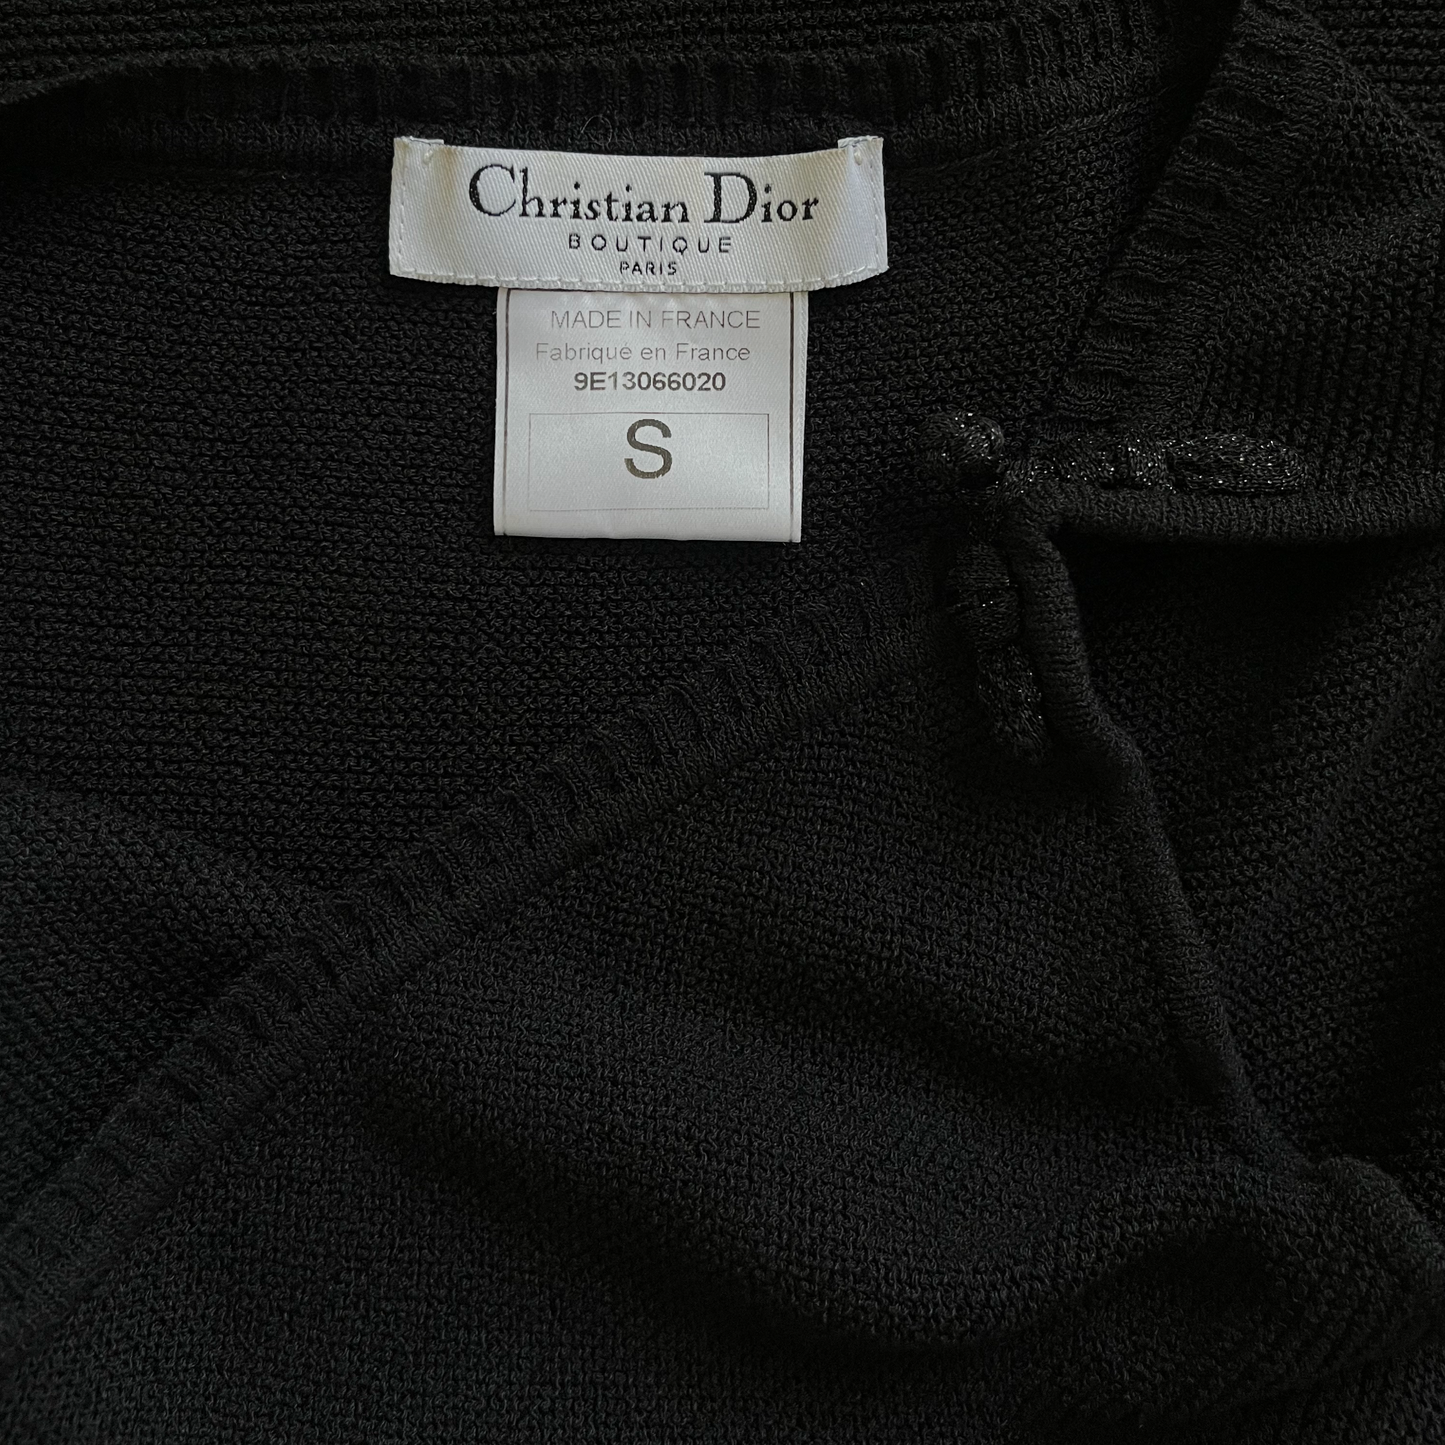 Christian Dior
BOUTIQUE
PARIS
MADE IN FRANCE
Fabriqué en France
9E13066020
S